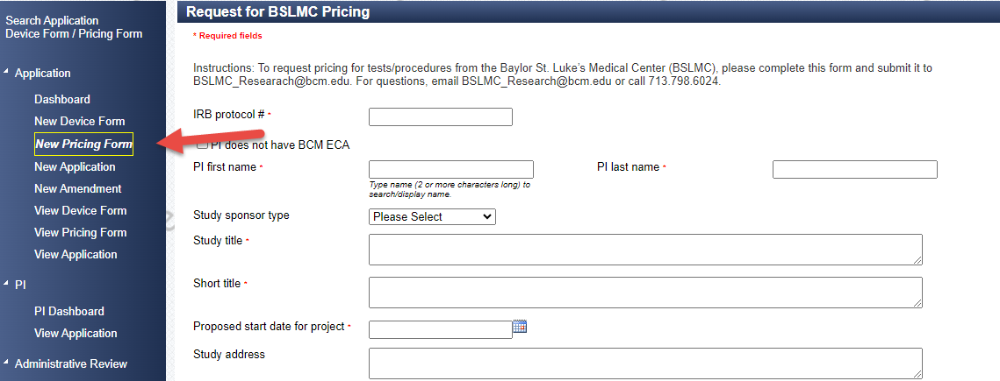 Search Application
Device Form / Pricing Form
Application
Dashboard
New Device Form
New Pricing Form
New Application
New Amendment
View Device Form
View Pricing Form
View Application
PI
PI Dashboard
View Application
Administrative Review
Request for BSLMC Pricing
* Required fields
Instructions: To request pricing for tests/procedures from the Baylor St. Luke's Medical Center (BSLMC), please complete this form and submit it to
BSLMC_Researach@bcm.edu. For questions, email BSLMC_Research@bcm.edu or call 713.798.6024.
IRB protocol # *
PI does not have BCM ECA
PI first name * PI last name *
Type name (2 or more characters long) to
search/display name.
Study sponsor type Please Select
Study title *
Short title *
Proposed start date for project *
Study address